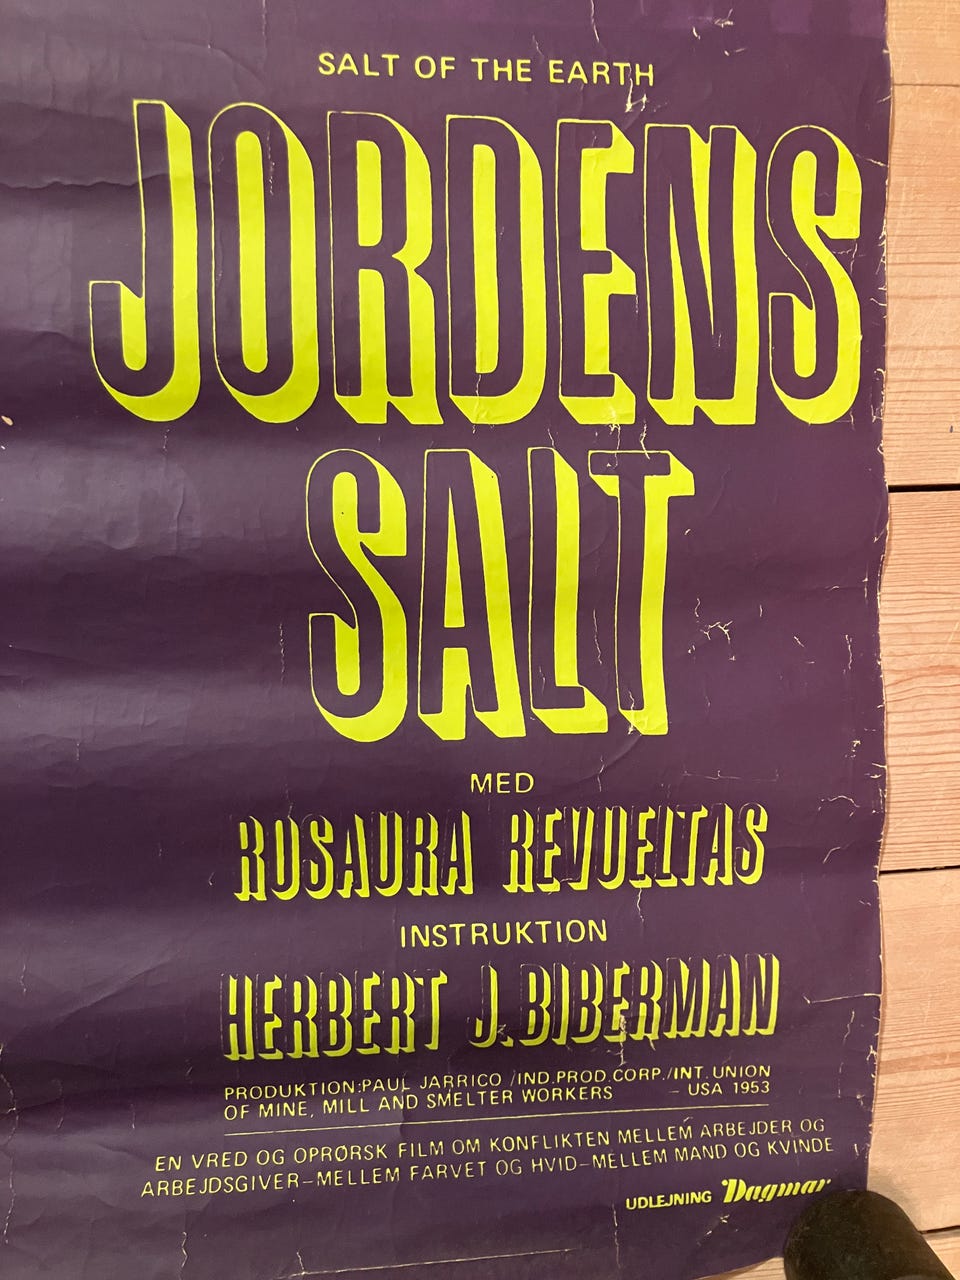 SALT OF THE EARTH
JORDENS
SALT
MED
ROSAURA REVUELTAS
INSTRUKTION
HERBERT J. BIBERMAN
PRODUKTION: PAUL JARRICO /IND. PROD. CORP./INT. UNION
OF MINE, MILL AND SMELTER WORKERS – USA 1953
EN VRED OG OPRØRSK FILM OM KONFLIKTEN MELLEM ARBEJDER OG
ARBEJDSGIVER–MELLEM FARVET OG HVID–MELLEM MAND OG KVINDE
UDLEJNING Dagmar